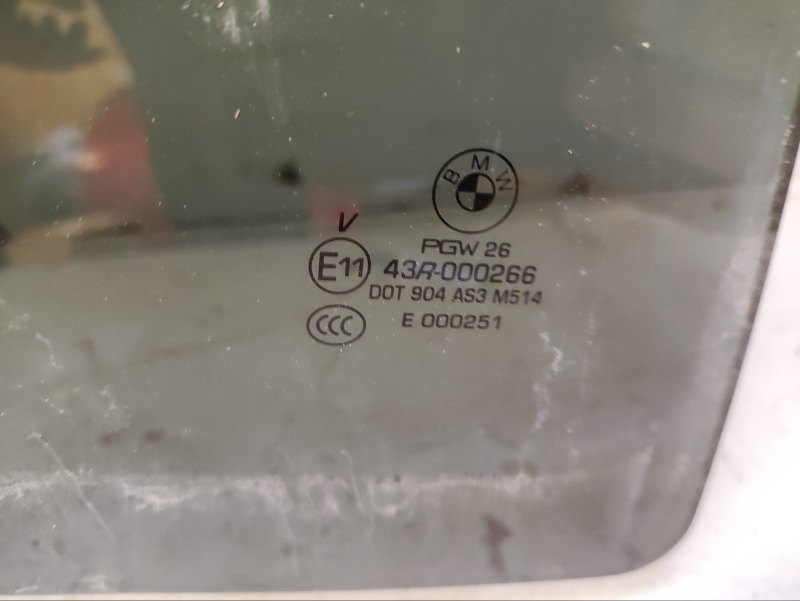 BMW
V
PGW 26
E11 43R-000266
DOT 904 AS3 M514
CCC E 000251